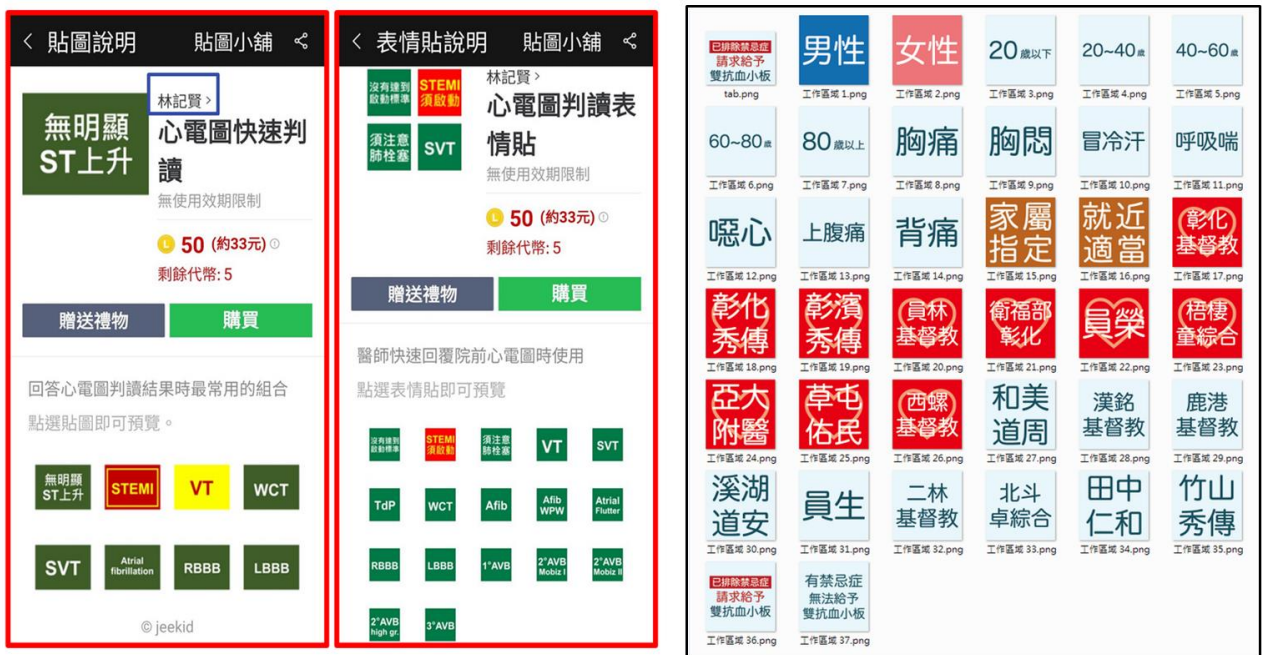 貼圖說明 貼圖小舖
無明顯
ST上升
林記賢
心電圖快速判
讀
無使用效期限制
L 50 (約33元)
剩餘代幣: 5
贈送禮物 購買
回答心電圖判讀結果時最常用的組合
點選貼圖即可預覽。
無明顯
ST上升
STEMI
VT
WCT
SVT
Atrial
fibrillation
RBBB
LBBB
© jeekid
表情貼說明 貼圖小舖
沒有達到
啟動標準
STEMI
須啟動
須注意
肺栓塞
SVT
林記賢
心電圖判讀表
情貼
無使用效期限制
L 50 (約33元)
剩餘代幣: 5
贈送禮物 購買
醫師快速回覆院前心電圖時使用
點選表情貼即可預覽
沒有達到
啟動標準
STEMI
須啟動
須注意
肺栓塞
VT
SVT
TdP
WCT
Afib
Afib
WPW
Atrial
Flutter
RBBB
LBBB
1°AVB
2°AVB
Mobiz I
2°AVB
Mobiz II
2°AVB
high gr.
3°AVB
已排除禁忌症
請求給予
雙抗血小板
tab.png
男性
工作區域 1.png
女性
工作區域 2.png
20歲以下
工作區域 3.png
20~40歲
工作區域 4.png
40~60歲
工作區域 5.png
60~80歲
工作區域 6.png
80歲以上
工作區域 7.png
胸痛
工作區域 8.png
胸悶
工作區域 9.png
冒冷汗
工作區域 10.png
呼吸喘
工作區域 11.png
噁心
工作區域 12.png
上腹痛
工作區域 13.png
背痛
工作區域 14.png
家屬
指定
工作區域 15.png
就近
適當
工作區域 16.png
彰化
基督教
工作區域 17.png
彰化
秀傳
工作區域 18.png
彰濱
秀傳
工作區域 19.png
員林
基督教
工作區域 20.png
衛福部
彰化
工作區域 21.png
員榮
工作區域 22.png
梧棲
童綜合
工作區域 23.png
亞大
附醫
工作區域 24.png
草屯
佑民
工作區域 25.png
西螺
基督教
工作區域 26.png
和美
道周
工作區域 27.png
漢銘
基督教
工作區域 28.png
鹿港
基督教
工作區域 29.png
溪湖
道安
工作區域 30.png
員生
工作區域 31.png
二林
基督教
工作區域 32.png
北斗
卓綜合
工作區域 33.png
田中
仁和
工作區域 34.png
竹山
秀傳
工作區域 35.png
已排除禁忌症
請求給予
雙抗血小板
工作區域 36.png
有禁忌症
無法給予
雙抗血小板
工作區域 37.png